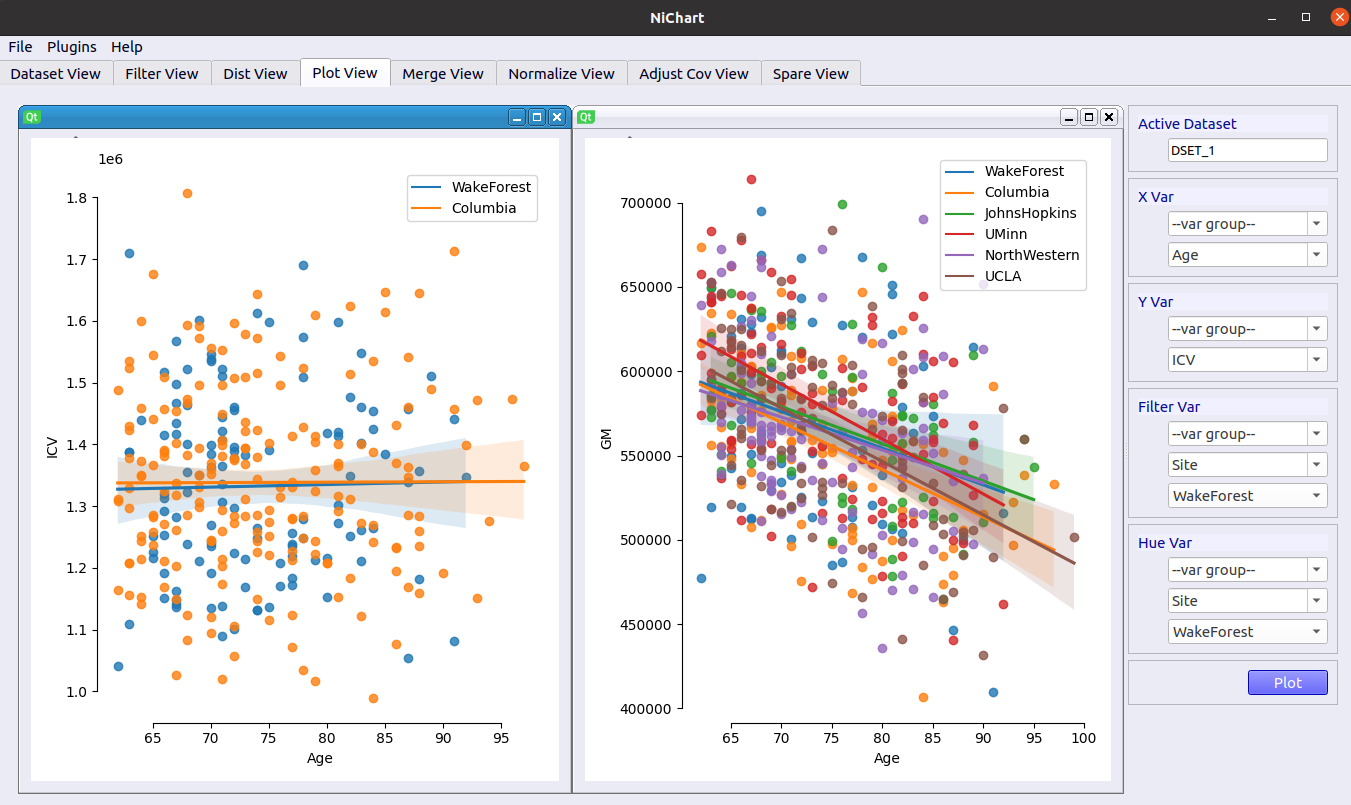 NiChart
File Plugins Help
Dataset View Filter View Dist View Plot View Merge View Normalize View Adjust Cov View Spare View
Qt
1e6
WakeForest
Columbia
1.8
1.7
1.6
1.5
1.4
1.3
1.2
1.1
1.0
ICV
65 70 75 80 85 90 95
Age
Qt
WakeForest
Columbia
JohnsHopkins
UMinn
NorthWestern
UCLA
700000
650000
600000
550000
500000
450000
400000
GM
65 70 75 80 85 90 95 100
Age
Active Dataset
DSET_1
X Var
--var group--
Age
Y Var
--var group--
ICV
Filter Var
--var group--
Site
WakeForest
Hue Var
--var group--
Site
WakeForest
Plot